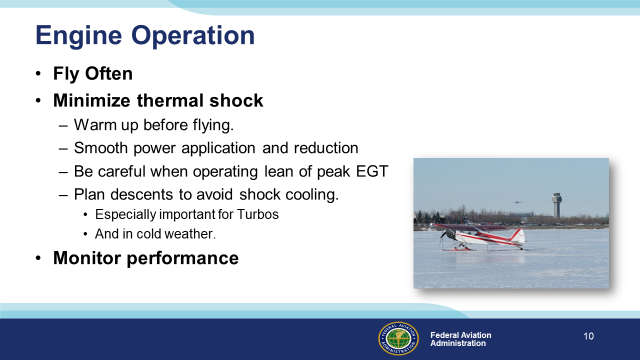 Engine Operation
• Fly Often
• Minimize thermal shock
– Warm up before flying.
– Smooth power application and reduction
– Be careful when operating lean of peak EGT
– Plan descents to avoid shock cooling.
• Especially important for Turbos
• And in cold weather.
• Monitor performance
Federal Aviation
Administration
10